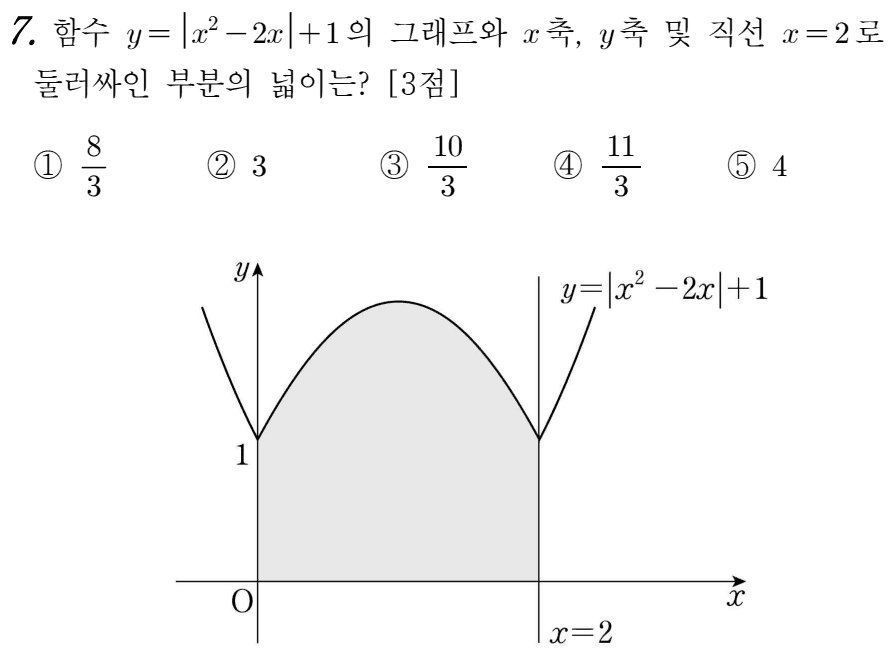 7. 함수 y=|x²−2x|+1의 그래프와 x축, y축 및 직선 x=2로
둘러싸인 부분의 넓이는? [3점]
① 8/3 ② 3 ③ 10/3 ④ 11/3 ⑤ 4
y
y=|x²−2x|+1
1
O
x
x=2